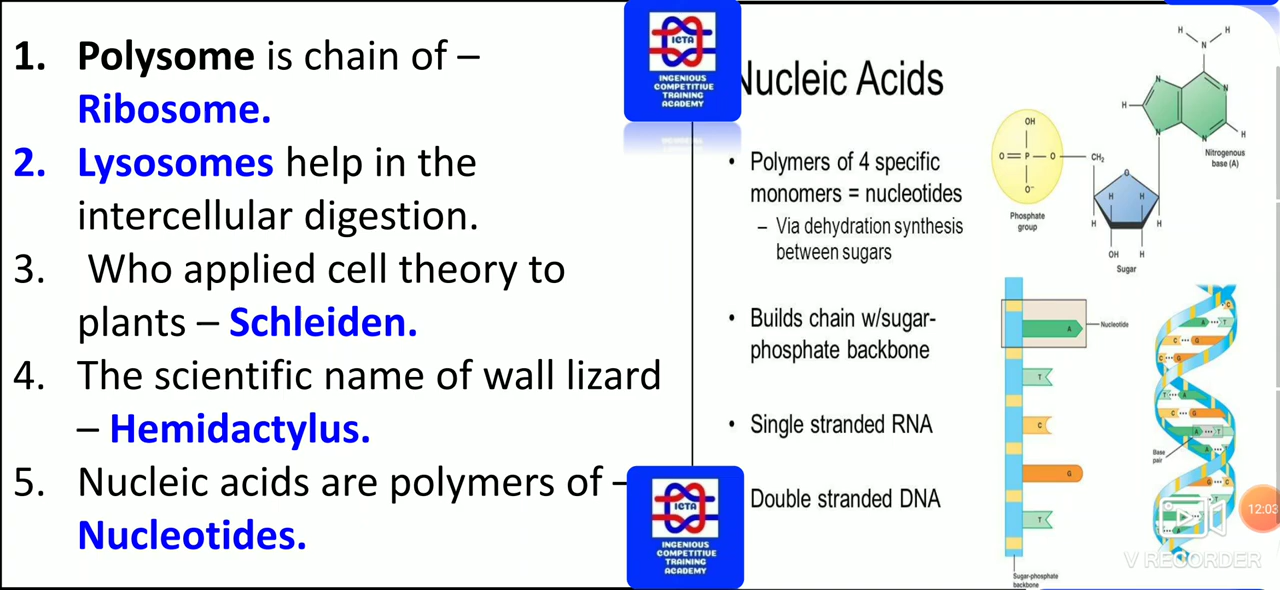 1. Polysome is chain of –
Ribosome.
2. Lysosomes help in the
intercellular digestion.
3. Who applied cell theory to
plants – Schleiden.
4. The scientific name of wall lizard
– Hemidactylus.
5. Nucleic acids are polymers of –
Nucleotides.
ICTA
INGENIOUS
COMPETITIVE
TRAINING
ACADEMY
ICTA
INGENIOUS
COMPETITIVE
TRAINING
ACADEMY
Nucleic Acids
• Polymers of 4 specific
monomers = nucleotides
– Via dehydration synthesis
between sugars
• Builds chain w/sugar-
phosphate backbone
• Single stranded RNA
Double stranded DNA
H H
N
N N
H
N N H
Nitrogenous
base (A)
OH
O = P – O – CH₂
O⁻
Phosphate
group
O
H H
H H
OH H
Sugar
A
Nucleotide
T
C
G
T
Sugar-phosphate
backbone
C
A ···· T
C ···· G
C ···· G
T ···· A
C ···· G
A ···· T
A
Base
pair
G ···· C
12:03
V RECORDER